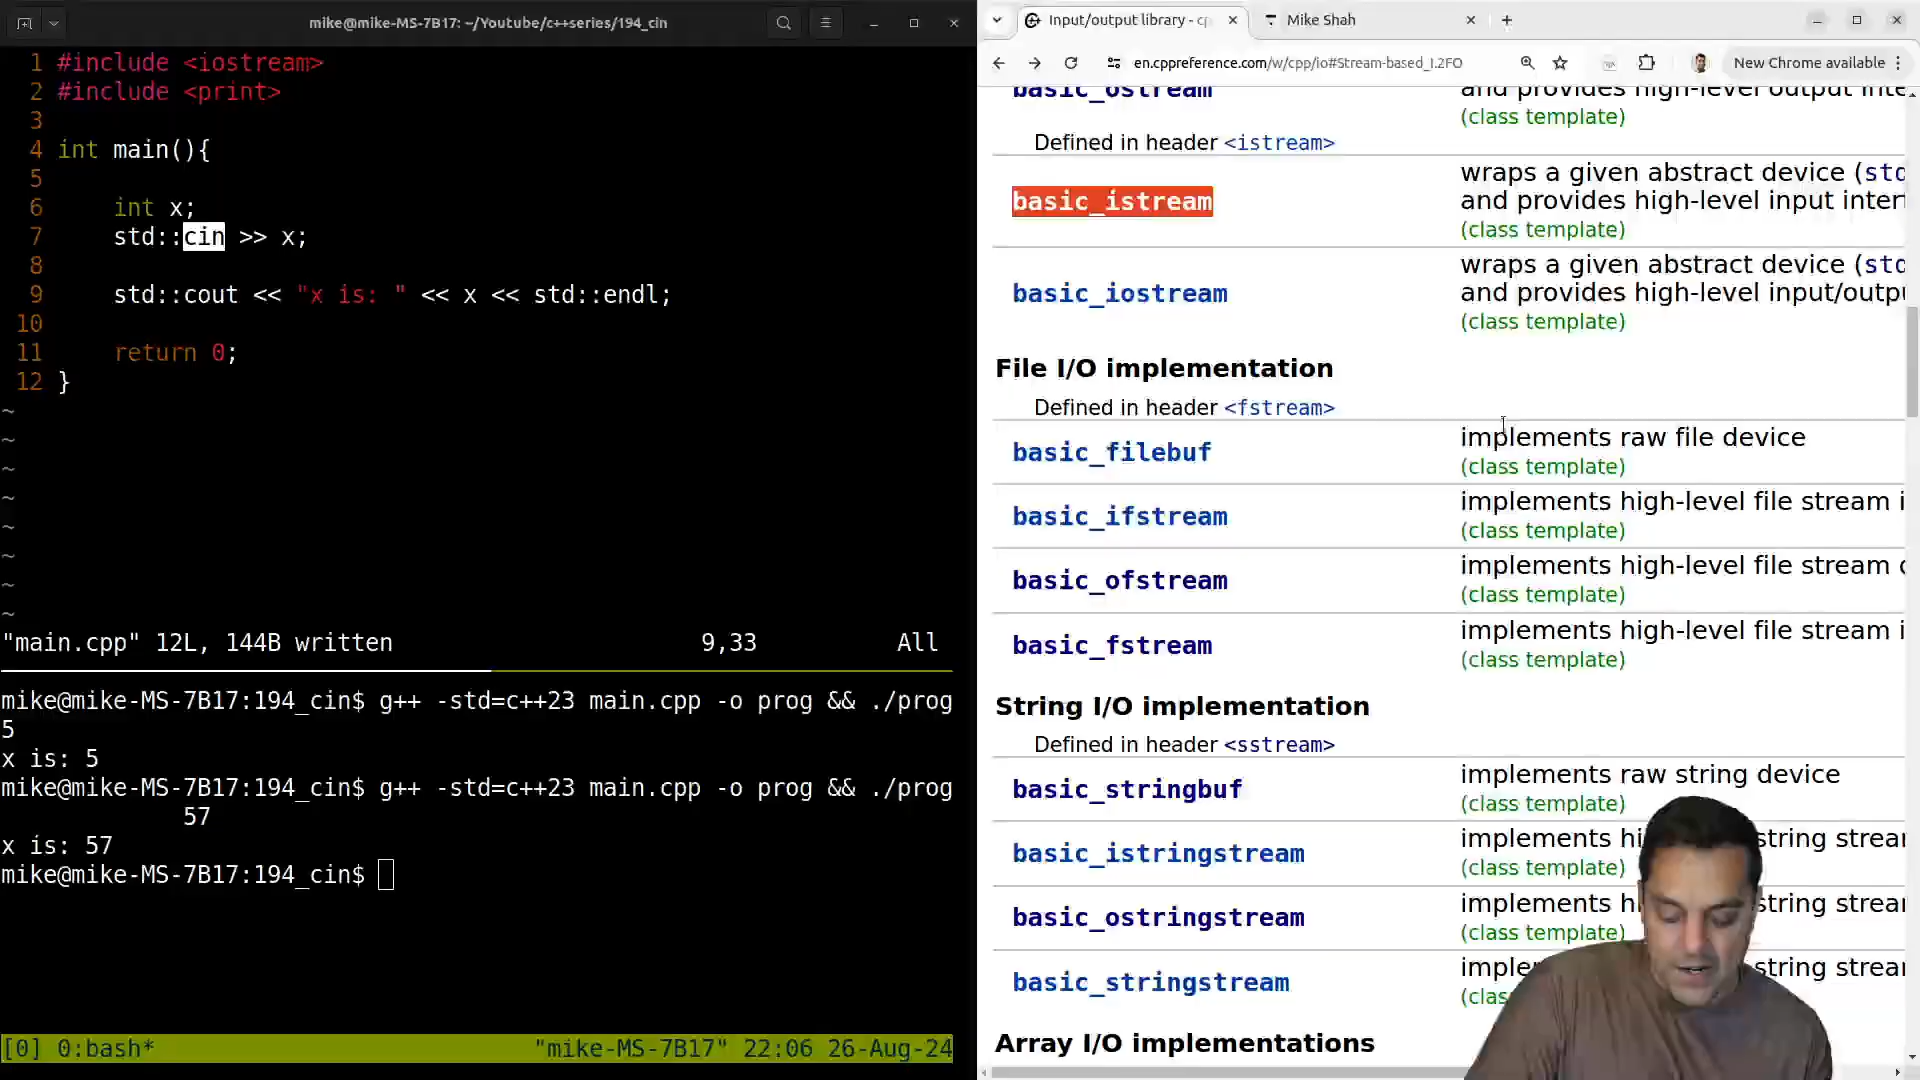 mike@mike-MS-7B17: ~/Youtube/c++series/194_cin
1 #include <iostream>
2 #include <print>
3
4 int main(){
5
6     int x;
7     std::cin >> x;
8
9     std::cout << "x is: " << x << std::endl;
10
11     return 0;
12 }
~
~
~
~
~
~
~
~
"main.cpp" 12L, 144B written 9,33 All
mike@mike-MS-7B17:194_cin$ g++ -std=c++23 main.cpp -o prog && ./prog
5
x is: 5
mike@mike-MS-7B17:194_cin$ g++ -std=c++23 main.cpp -o prog && ./prog
             57
x is: 57
mike@mike-MS-7B17:194_cin$
[0] 0:bash* "mike-MS-7B17" 22:06 26-Aug-24
Input/output library - cp
Mike Shah
en.cppreference.com/w/cpp/io#Stream-based_I.2FO
New Chrome available
basic_ostream
and provides high-level output inte
(class template)
Defined in header <istream>
basic_istream
wraps a given abstract device (std
and provides high-level input inter
(class template)
basic_iostream
wraps a given abstract device (std
and provides high-level input/outpu
(class template)
File I/O implementation
Defined in header <fstream>
basic_filebuf
implements raw file device
(class template)
basic_ifstream
implements high-level file stream i
(class template)
basic_ofstream
implements high-level file stream o
(class template)
basic_fstream
implements high-level file stream i
(class template)
String I/O implementation
Defined in header <sstream>
basic_stringbuf
implements raw string device
(class template)
basic_istringstream
implements hi string strea
(class template)
basic_ostringstream
implements h string strea
(class template)
basic_stringstream
imple string strea
(clas
Array I/O implementations